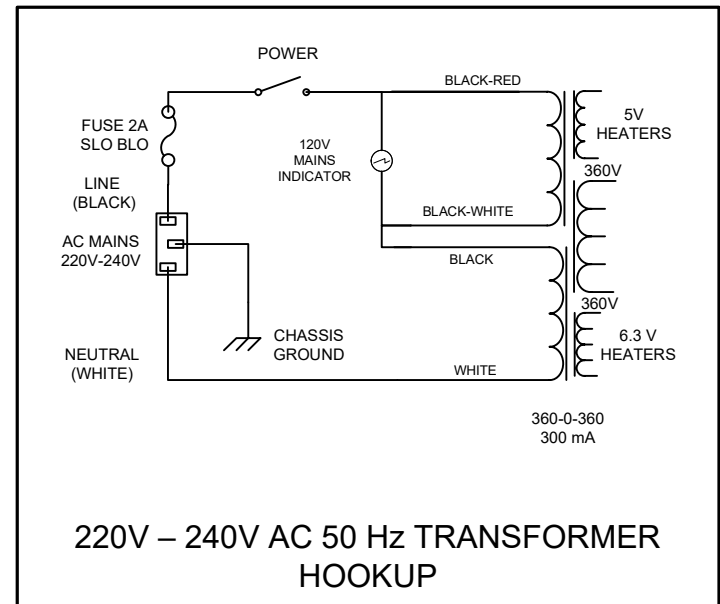 POWER
BLACK-RED
FUSE 2A
SLO BLO
5V
HEATERS
120V
MAINS
INDICATOR
360V
LINE
(BLACK)
BLACK-WHITE
AC MAINS
220V-240V
BLACK
360V
CHASSIS
GROUND
6.3 V
HEATERS
NEUTRAL
(WHITE)
WHITE
360-0-360
300 mA
220V – 240V AC 50 Hz TRANSFORMER
HOOKUP